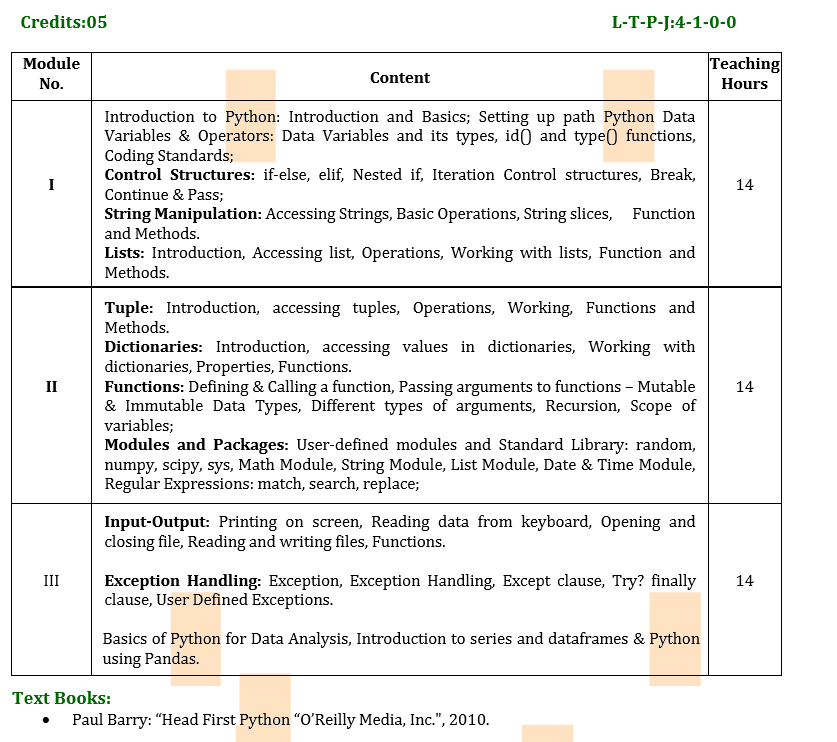 Credits:05 L-T-P-J:4-1-0-0
Module No. Content Teaching Hours
Introduction to Python: Introduction and Basics; Setting up path Python Data
Variables & Operators: Data Variables and its types, id() and type() functions,
Coding Standards;
I Control Structures: if-else, elif, Nested if, Iteration Control structures, Break, 14
Continue & Pass;
String Manipulation: Accessing Strings, Basic Operations, String slices, Function
and Methods.
Lists: Introduction, Accessing list, Operations, Working with lists, Function and
Methods.
Tuple: Introduction, accessing tuples, Operations, Working, Functions and
Methods.
Dictionaries: Introduction, accessing values in dictionaries, Working with
dictionaries, Properties, Functions.
II Functions: Defining & Calling a function, Passing arguments to functions – Mutable 14
& Immutable Data Types, Different types of arguments, Recursion, Scope of
variables;
Modules and Packages: User-defined modules and Standard Library: random,
numpy, scipy, sys, Math Module, String Module, List Module, Date & Time Module,
Regular Expressions: match, search, replace;
Input-Output: Printing on screen, Reading data from keyboard, Opening and
closing file, Reading and writing files, Functions.
III Exception Handling: Exception, Exception Handling, Except clause, Try? finally 14
clause, User Defined Exceptions.
Basics of Python for Data Analysis, Introduction to series and dataframes & Python
using Pandas.
Text Books:
• Paul Barry: “Head First Python “O’Reilly Media, Inc.", 2010.